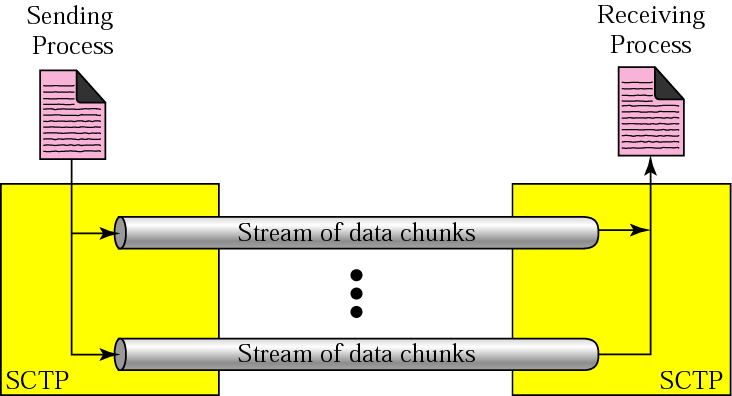 Sending
Process
Receiving
Process
Stream of data chunks
Stream of data chunks
SCTP
SCTP